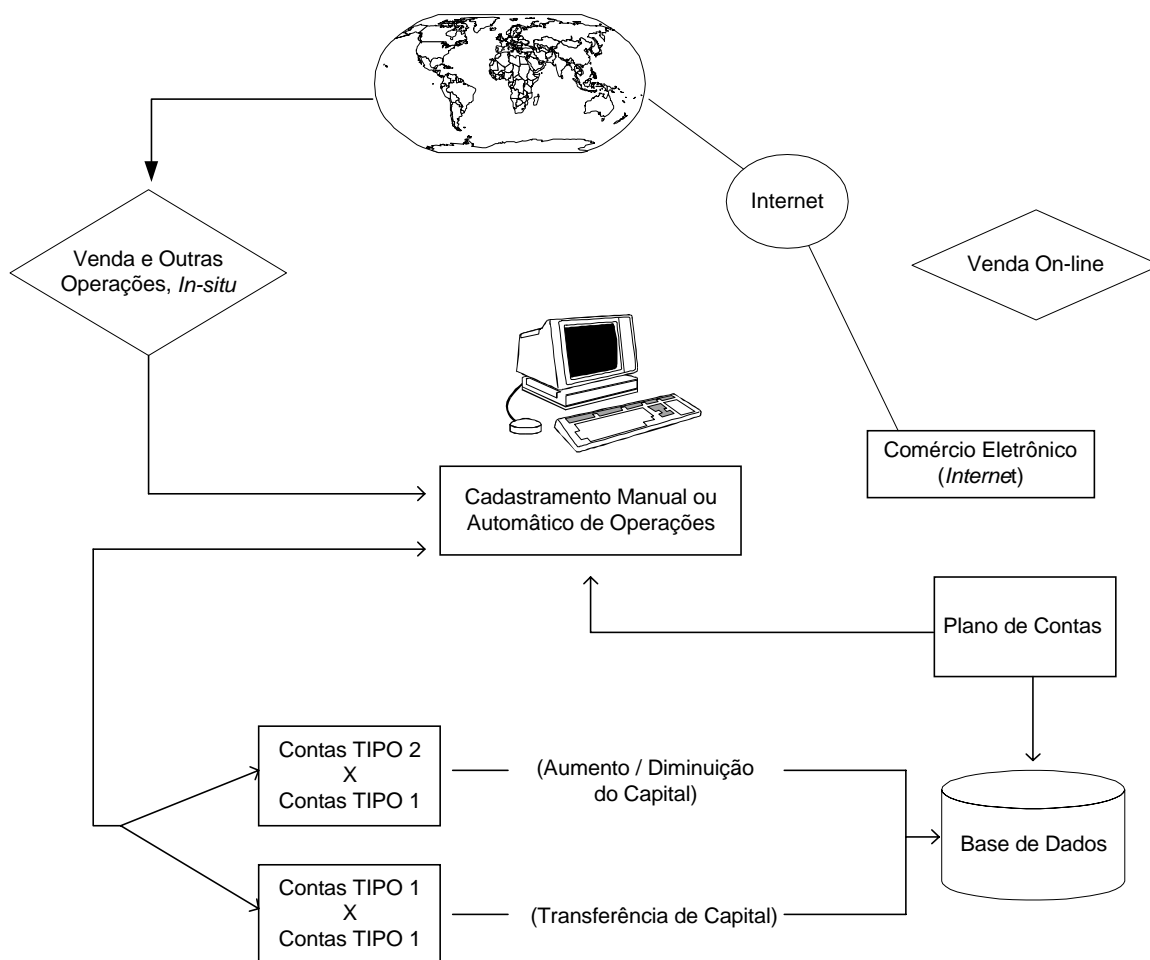 Internet
Venda e Outras
Operações, In-situ
Venda On-line
Comércio Eletrônico
(Internet)
Cadastramento Manual ou
Automâtico de Operações
Plano de Contas
Contas TIPO 2
X
Contas TIPO 1
(Aumento / Diminuição
do Capital)
Base de Dados
Contas TIPO 1
X
Contas TIPO 1
(Transferência de Capital)